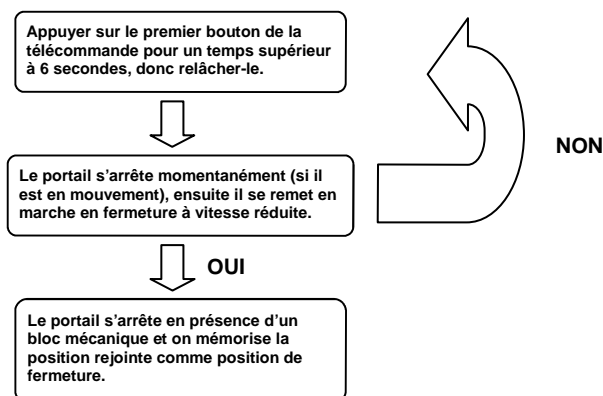 Appuyer sur le premier bouton de la
télécommande pour un temps supérieur
à 6 secondes, donc relâcher-le.
NON
Le portail s’arrête momentanément (si il
est en mouvement), ensuite il se remet en
marche en fermeture à vitesse réduite.
OUI
Le portail s’arrête en présence d’un
bloc mécanique et on mémorise la
position rejointe comme position de
fermeture.